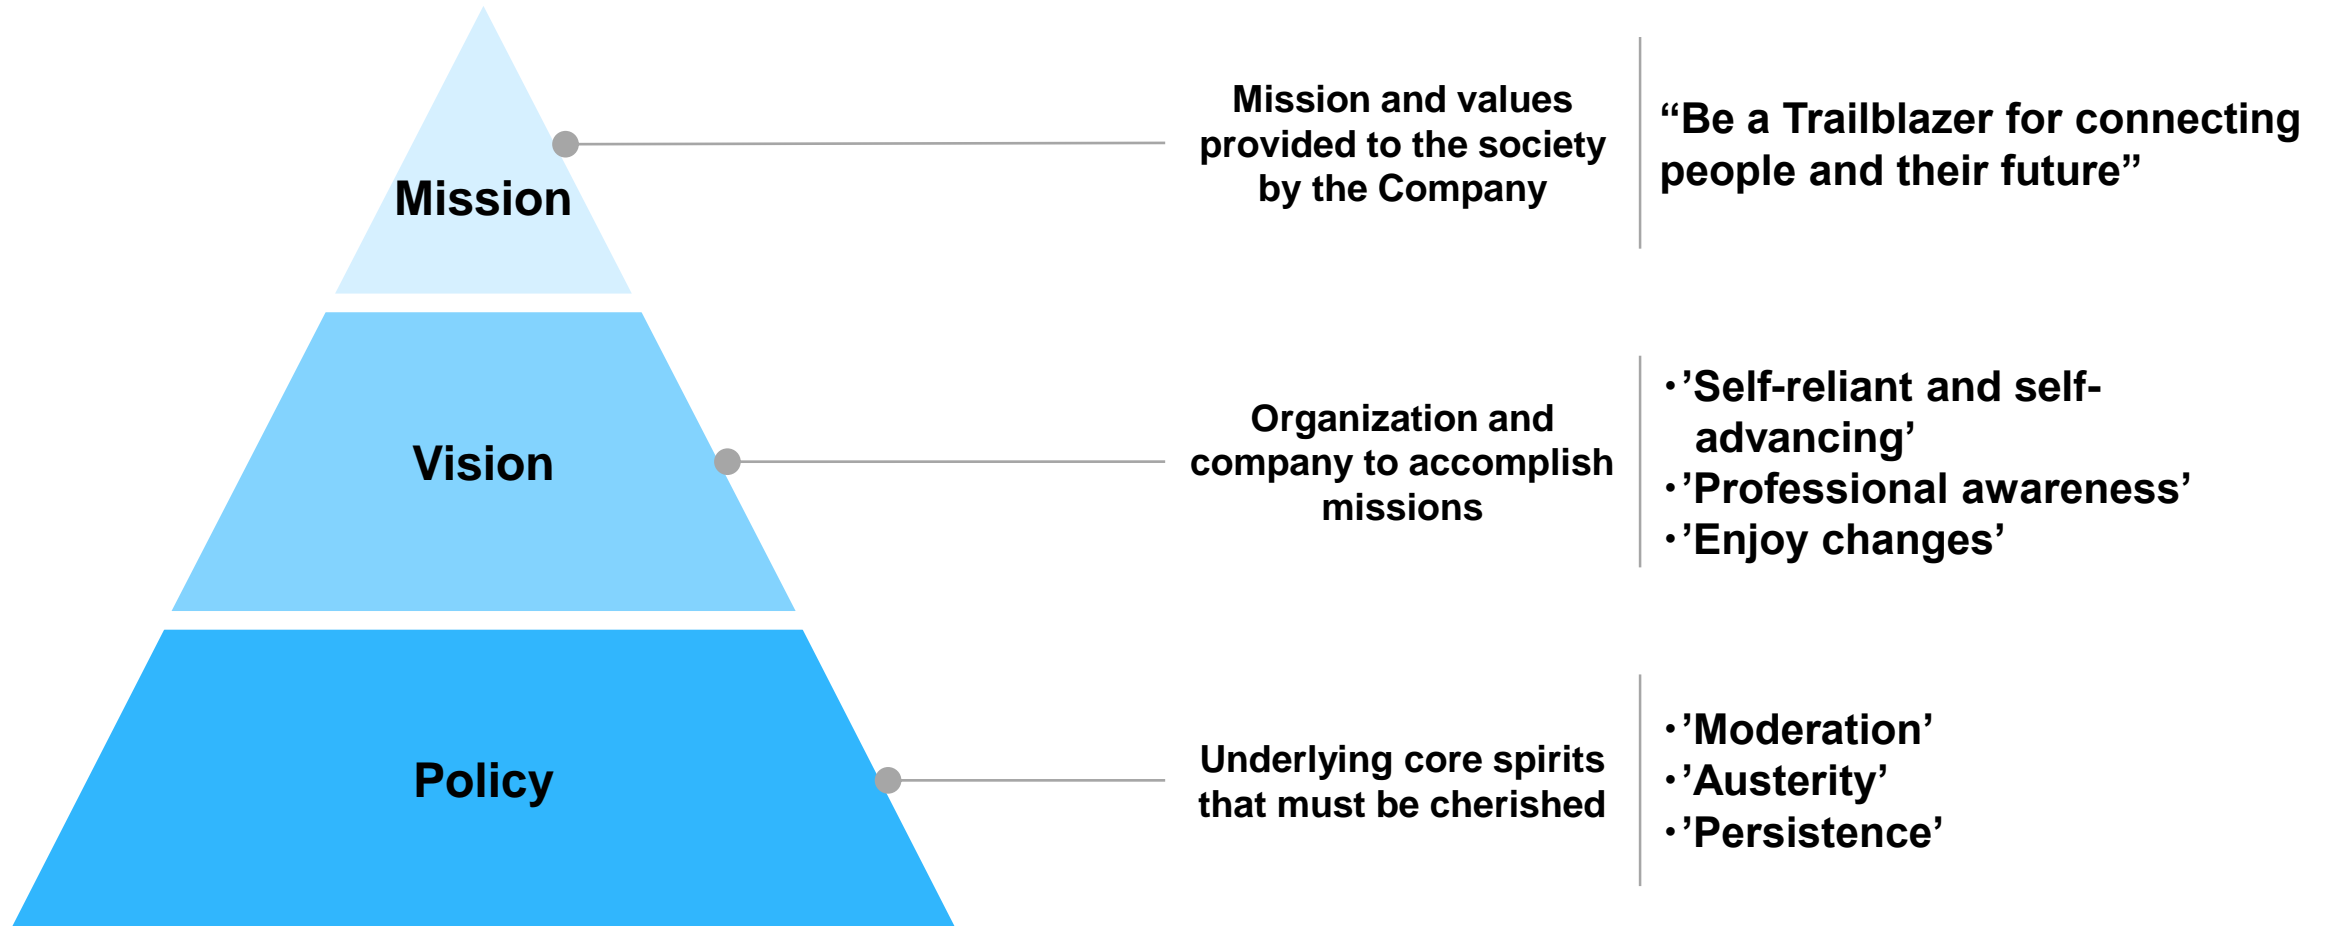 Mission
Mission and values
provided to the society
by the Company
“Be a Trailblazer for connecting
people and their future”
Vision
Organization and
company to accomplish
missions
・’Self-reliant and self-
advancing’
・’Professional awareness’
・’Enjoy changes’
Policy
Underlying core spirits
that must be cherished
・’Moderation’
・’Austerity’
・’Persistence’